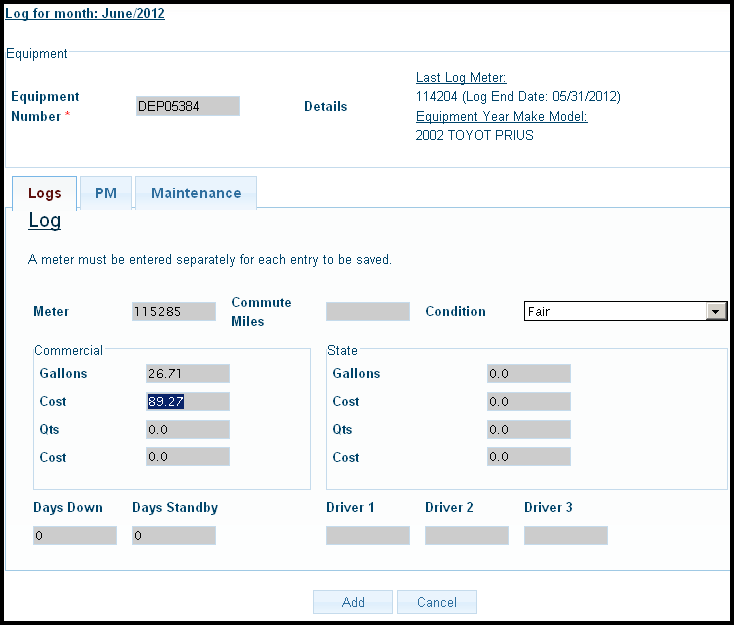 Log for month: June/2012
Equipment
Equipment Number *
DEP05384
Details
Last Log Meter:
114204 (Log End Date: 05/31/2012)
Equipment Year Make Model:
2002 TOYOT PRIUS
Logs PM Maintenance
Log
A meter must be entered separately for each entry to be saved.
Meter 115285 Commute Miles Condition Fair
Commercial
Gallons 26.71
Cost 89.27
Qts 0.0
Cost 0.0
State
Gallons 0.0
Cost 0.0
Qts 0.0
Cost 0.0
Days Down Days Standby Driver 1 Driver 2 Driver 3
0 0
Add Cancel